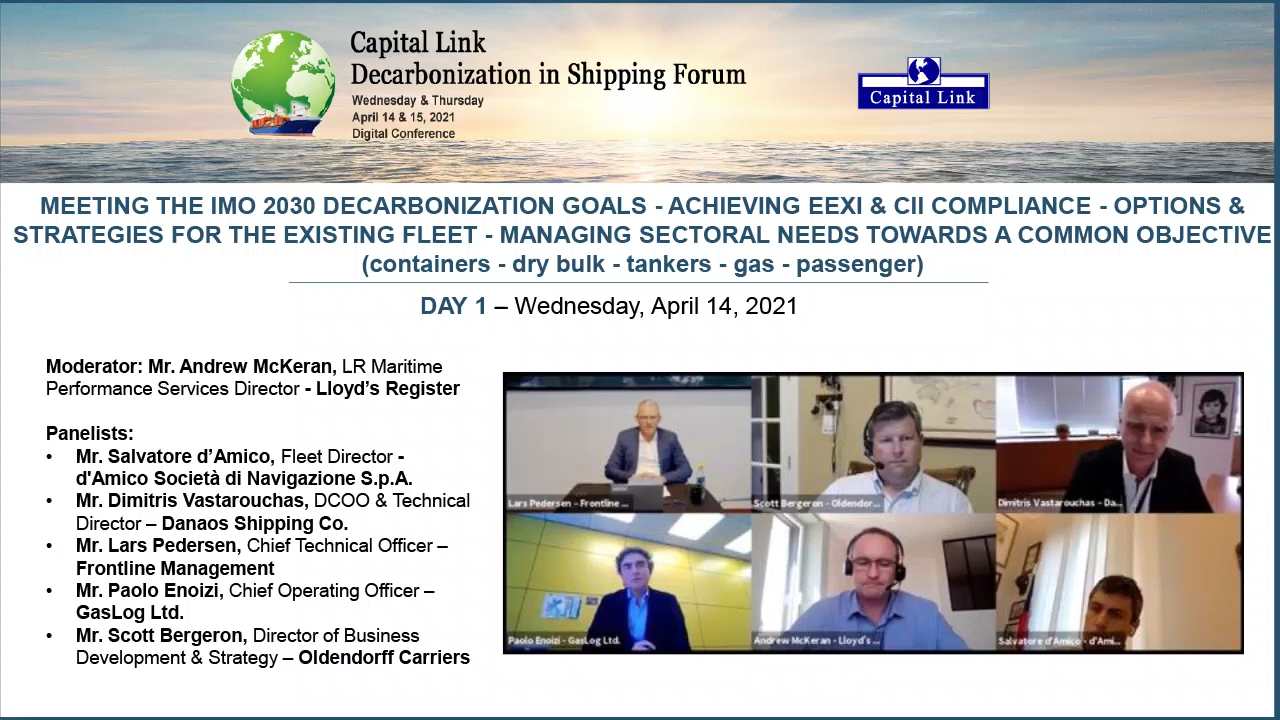 Capital Link
Decarbonization in Shipping Forum
Wednesday & Thursday
April 14 & 15, 2021
Digital Conference
Capital Link
MEETING THE IMO 2030 DECARBONIZATION GOALS - ACHIEVING EEXI & CII COMPLIANCE - OPTIONS &
STRATEGIES FOR THE EXISTING FLEET - MANAGING SECTORAL NEEDS TOWARDS A COMMON OBJECTIVE
(containers - dry bulk - tankers - gas - passenger)
DAY 1 – Wednesday, April 14, 2021
Moderator: Mr. Andrew McKeran, LR Maritime
Performance Services Director - Lloyd's Register
Panelists:
• Mr. Salvatore d'Amico, Fleet Director -
d'Amico Società di Navigazione S.p.A.
• Mr. Dimitris Vastarouchas, DCOO & Technical
Director – Danaos Shipping Co.
• Mr. Lars Pedersen, Chief Technical Officer –
Frontline Management
• Mr. Paolo Enoizi, Chief Operating Officer –
GasLog Ltd.
• Mr. Scott Bergeron, Director of Business
Development & Strategy – Oldendorff Carriers
Lars Pedersen - Frontline ...
Scott Bergeron - Oldendor...
Dimitris Vastarouchas - Da...
Paolo Enoizi - GasLog Ltd.
Andrew McKeran - Lloyd's ...
Salvatore d'Amico - d'Ami...